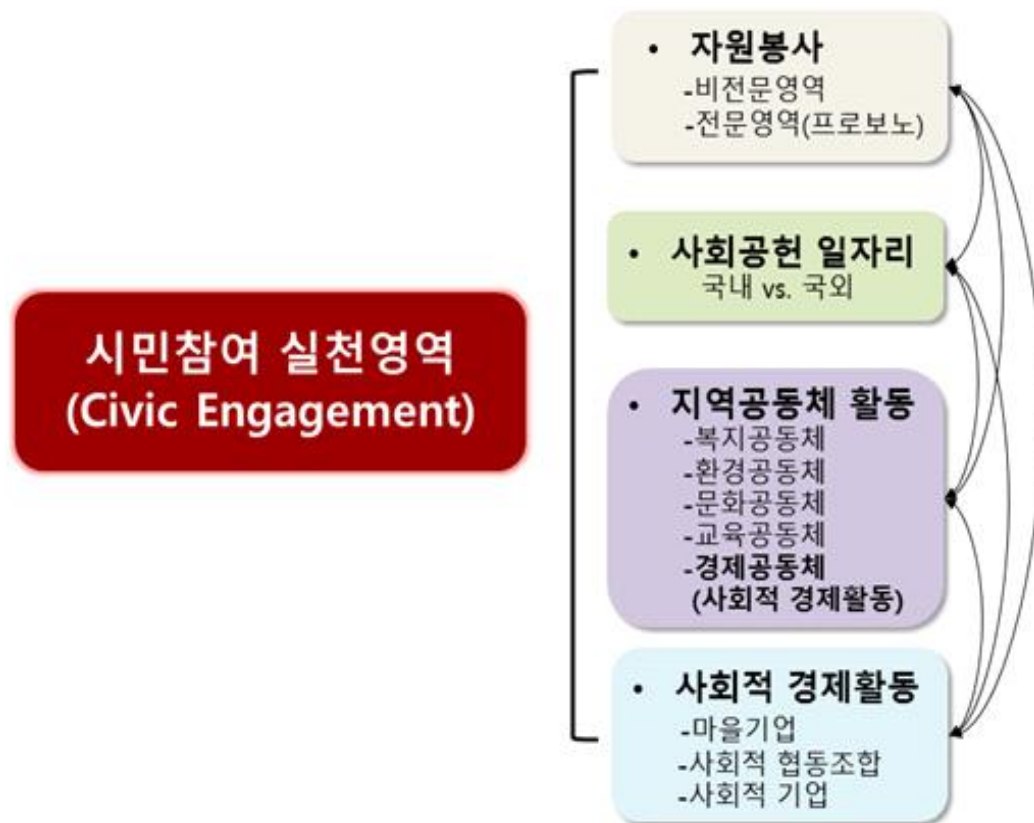 시민참여 실천영역
(Civic Engagement)
• 자원봉사
-비전문영역
-전문영역(프로보노)
• 사회공헌 일자리
국내 vs. 국외
• 지역공동체 활동
-복지공동체
-환경공동체
-문화공동체
-교육공동체
-경제공동체
(사회적 경제활동)
• 사회적 경제활동
-마을기업
-사회적 협동조합
-사회적 기업